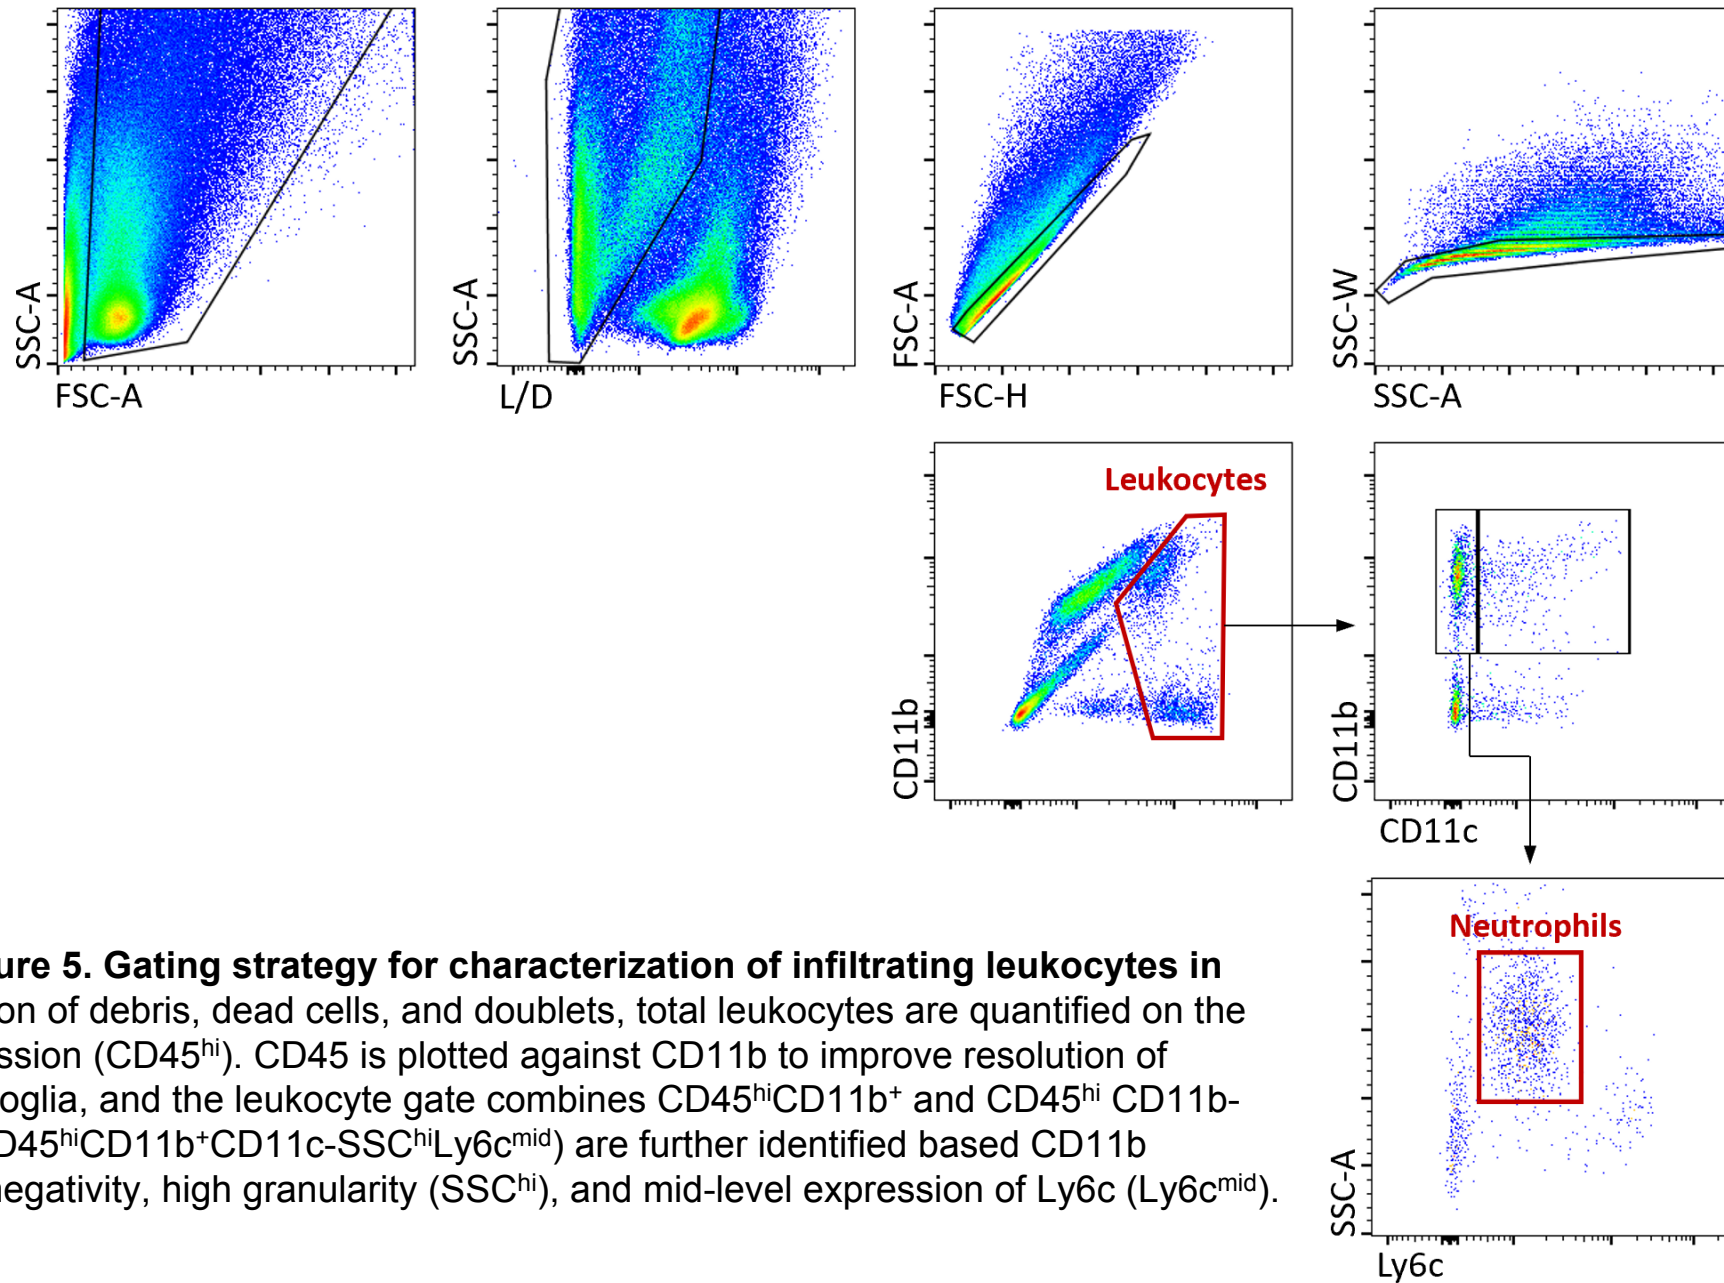 SSC-A
FSC-A
SSC-A
L/D
FSC-A
FSC-H
SSC-W
SSC-A
Leukocytes
CD11b
CD11b
CD11c
Neutrophils
SSC-A
Ly6c
ure 5. Gating strategy for characterization of infiltrating leukocytes in
on of debris, dead cells, and doublets, total leukocytes are quantified on the
ssion (CD45hi). CD45 is plotted against CD11b to improve resolution of
oglia, and the leukocyte gate combines CD45hiCD11b+ and CD45hi CD11b-
D45hiCD11b+CD11c-SSChiLy6cmid) are further identified based CD11b
negativity, high granularity (SSChi), and mid-level expression of Ly6c (Ly6cmid).